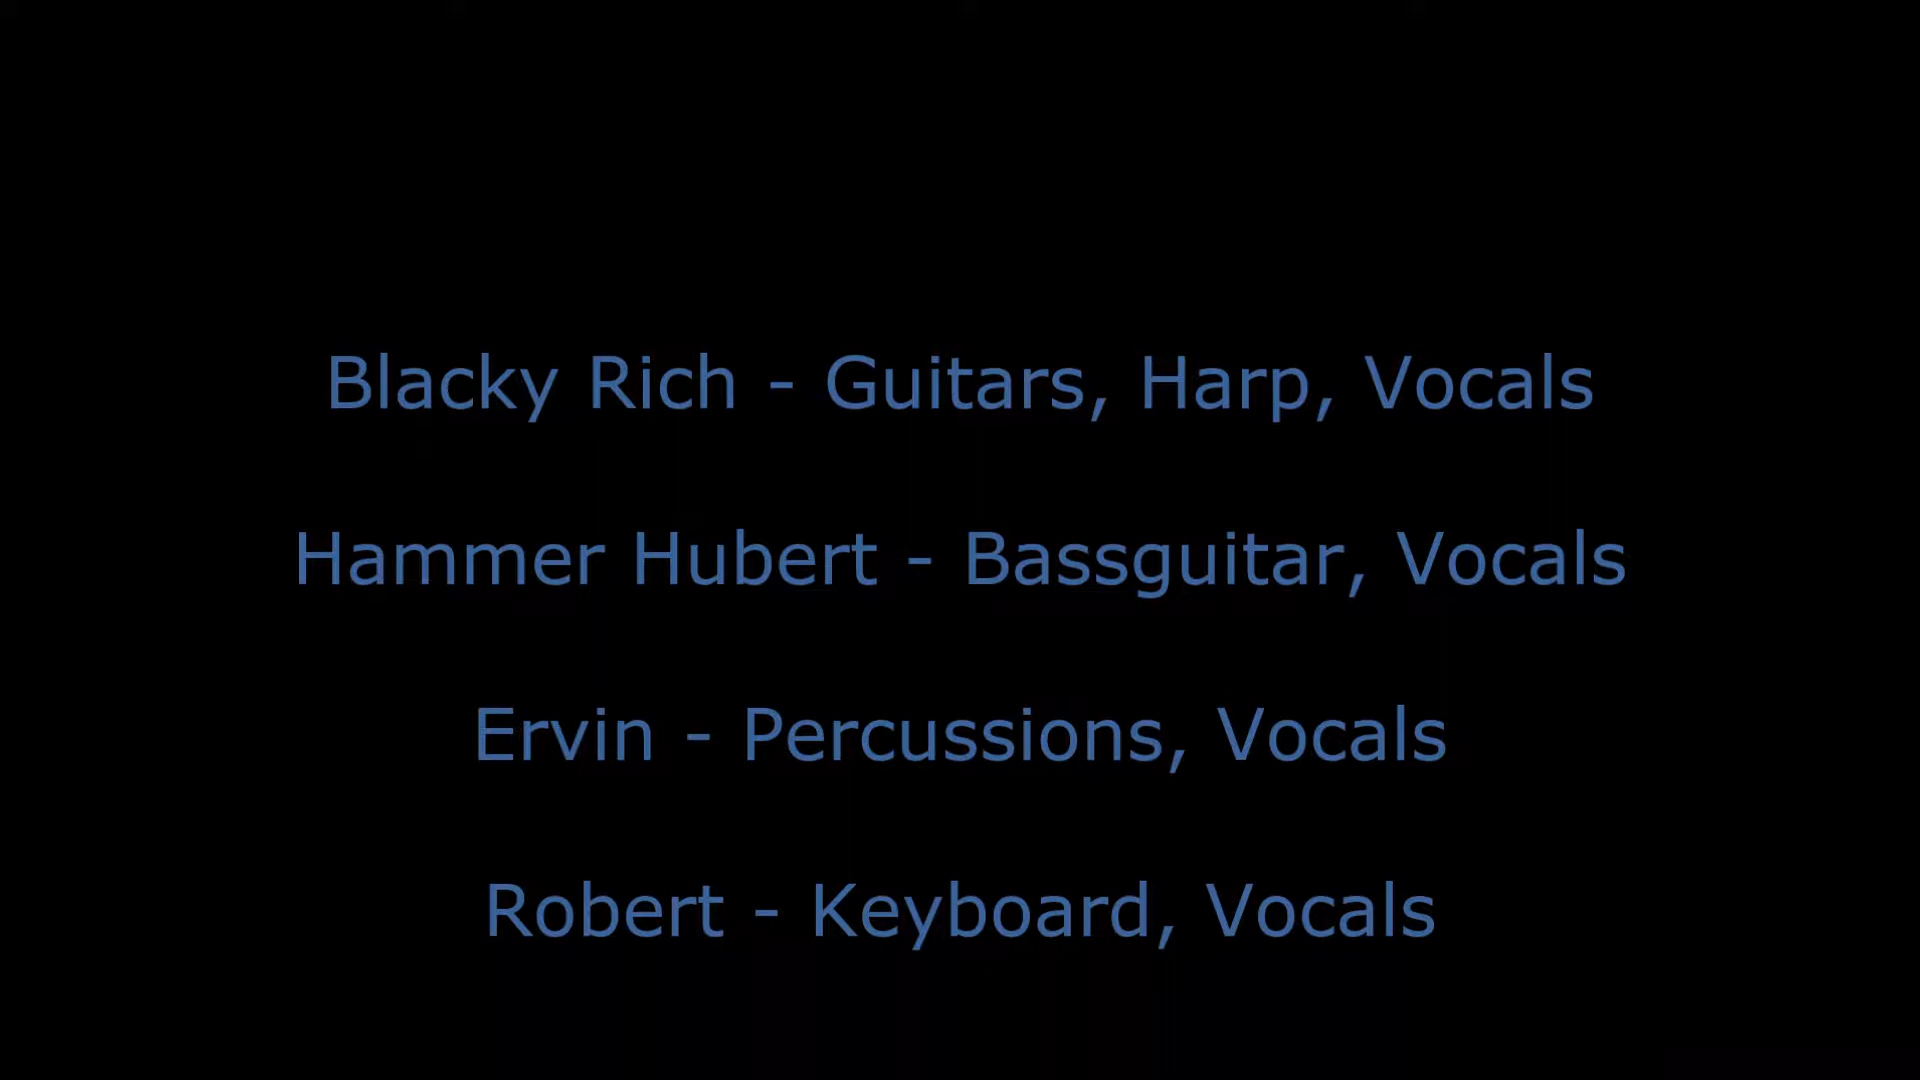 Blacky Rich - Guitars, Harp, Vocals
Hammer Hubert - Bassguitar, Vocals
Ervin - Percussions, Vocals
Robert - Keyboard, Vocals